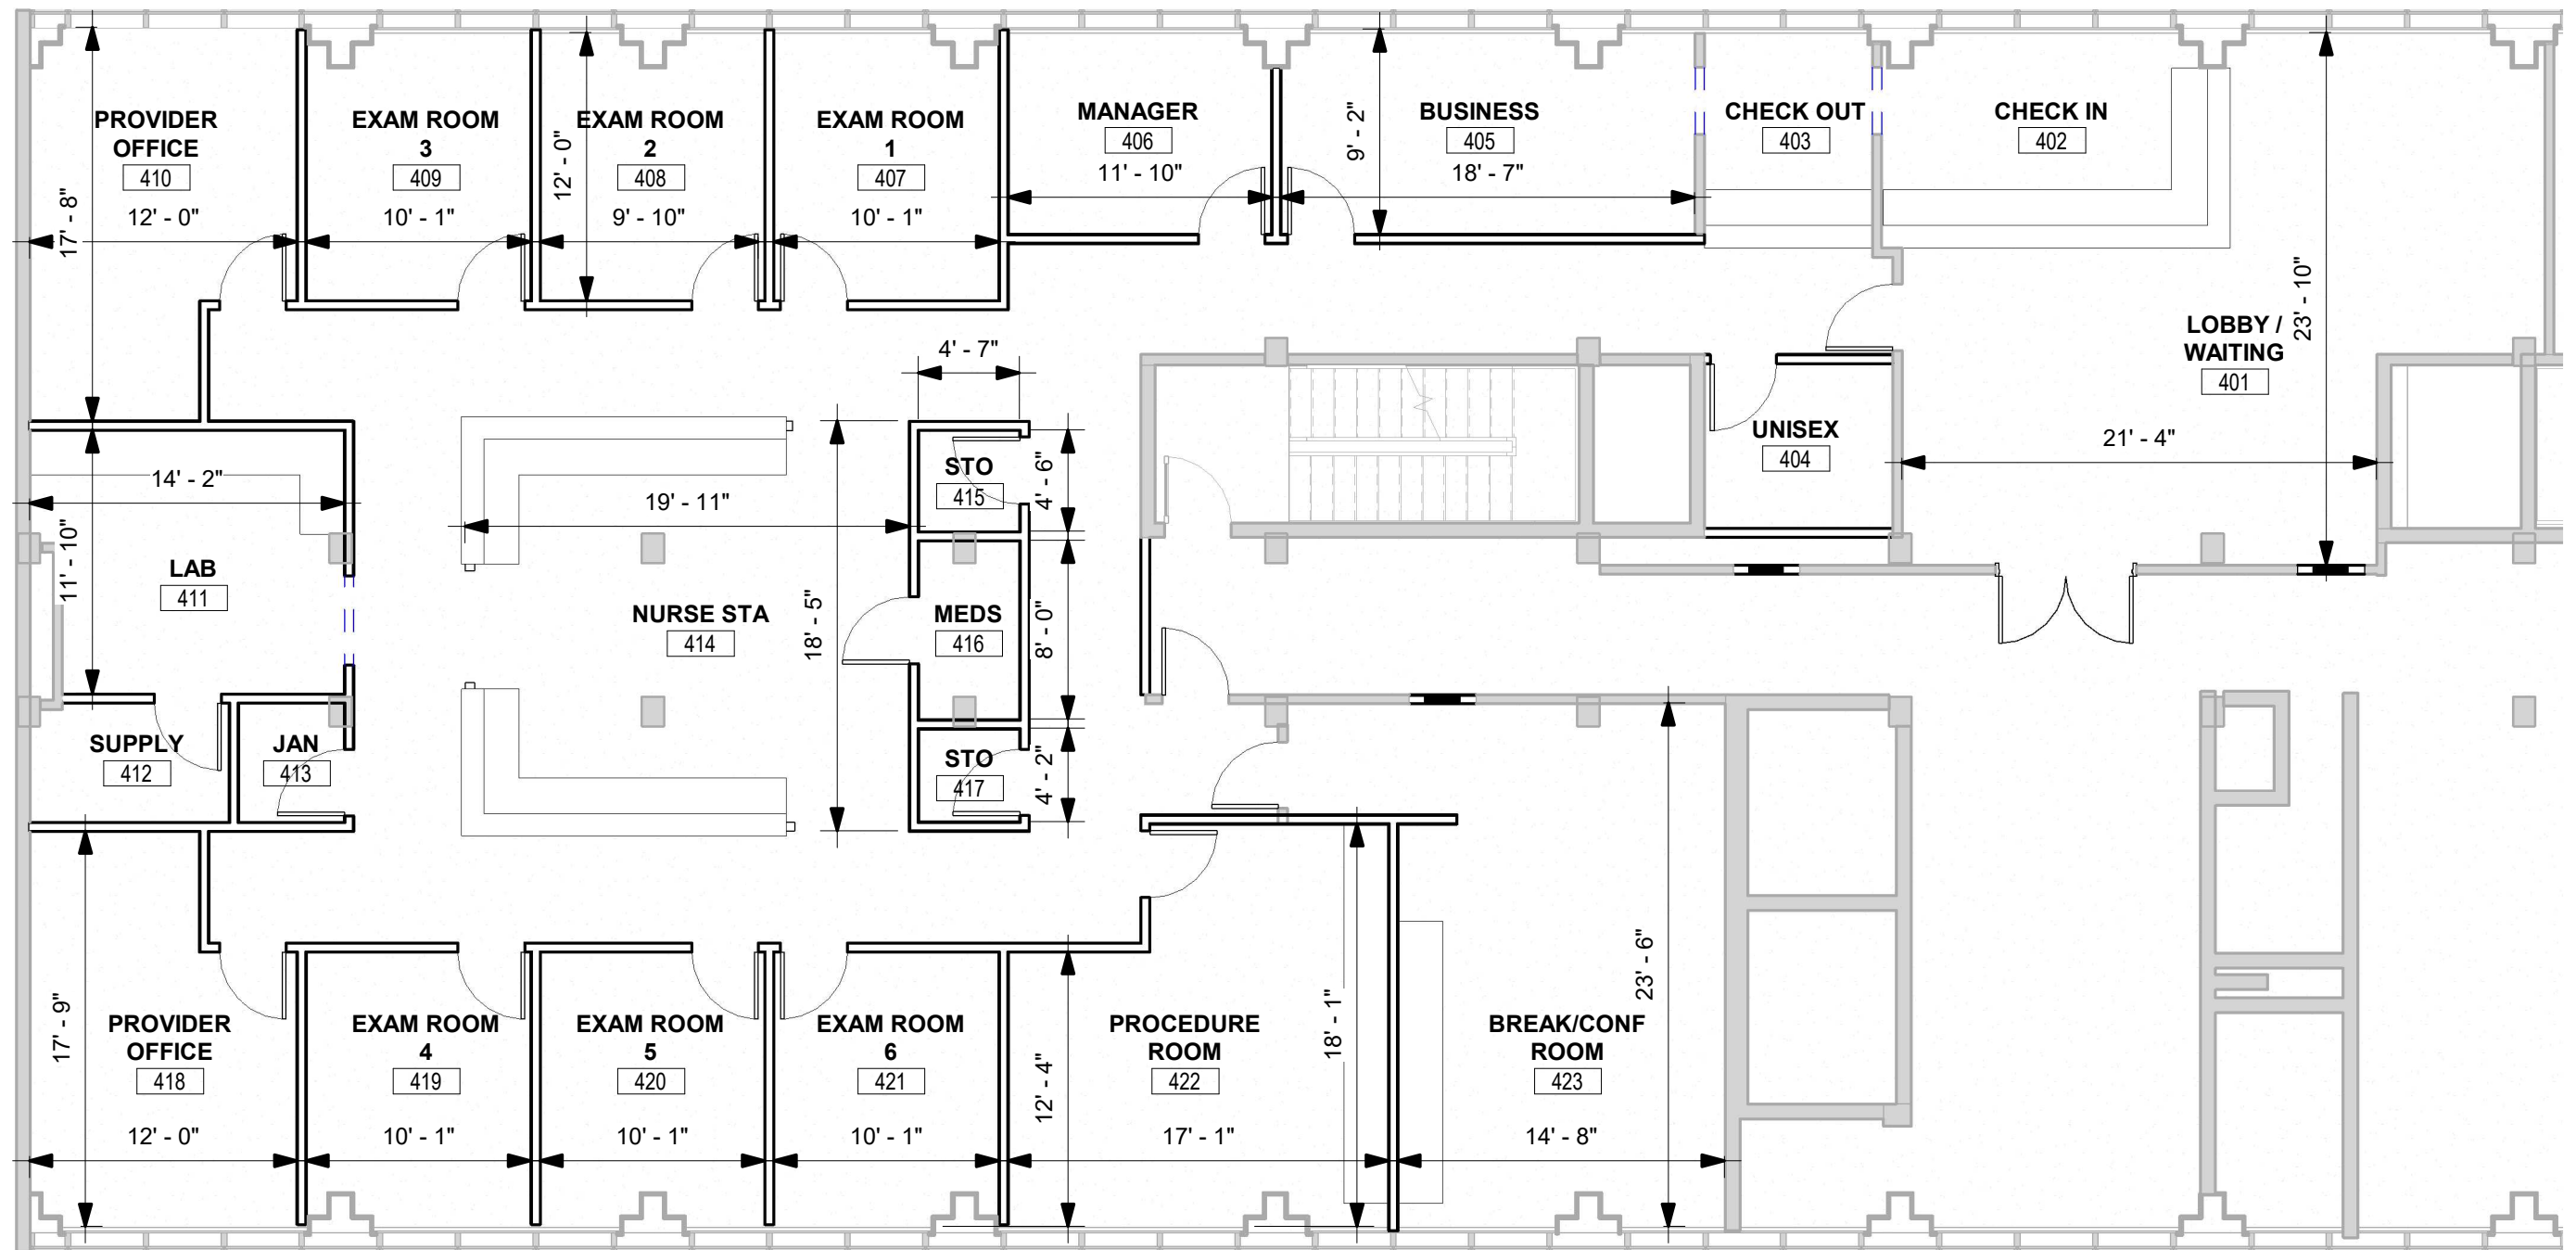 PROVIDER
OFFICE
410
12' - 0"
17' - 8"
EXAM ROOM
3
409
10' - 1"
12' - 0"
EXAM ROOM
2
408
9' - 10"
EXAM ROOM
1
407
10' - 1"
MANAGER
406
11' - 10"
9' - 2"
BUSINESS
405
18' - 7"
CHECK OUT
403
CHECK IN
402
23' - 10"
LOBBY /
WAITING
401
21' - 4"
UNISEX
404
4' - 7"
STO
415
4' - 6"
14' - 2"
11' - 10"
LAB
411
19' - 11"
NURSE STA
414
18' - 5"
MEDS
416
8' - 0"
SUPPLY
412
JAN
413
STO
417
4' - 2"
17' - 9"
PROVIDER
OFFICE
418
12' - 0"
EXAM ROOM
4
419
10' - 1"
EXAM ROOM
5
420
10' - 1"
EXAM ROOM
6
421
10' - 1"
12' - 4"
PROCEDURE
ROOM
422
17' - 1"
18' - 1"
BREAK/CONF
ROOM
423
14' - 8"
23' - 6"